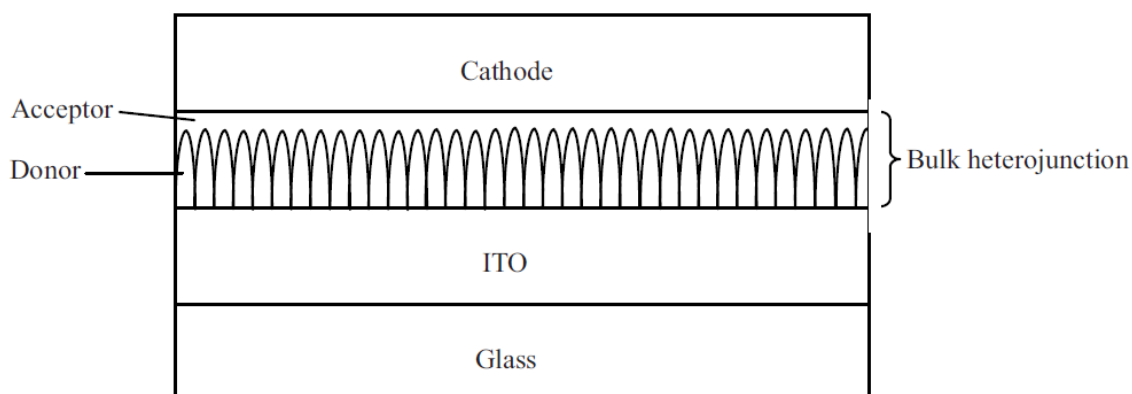 Cathode
Acceptor
Donor
Bulk heterojunction
ITO
Glass